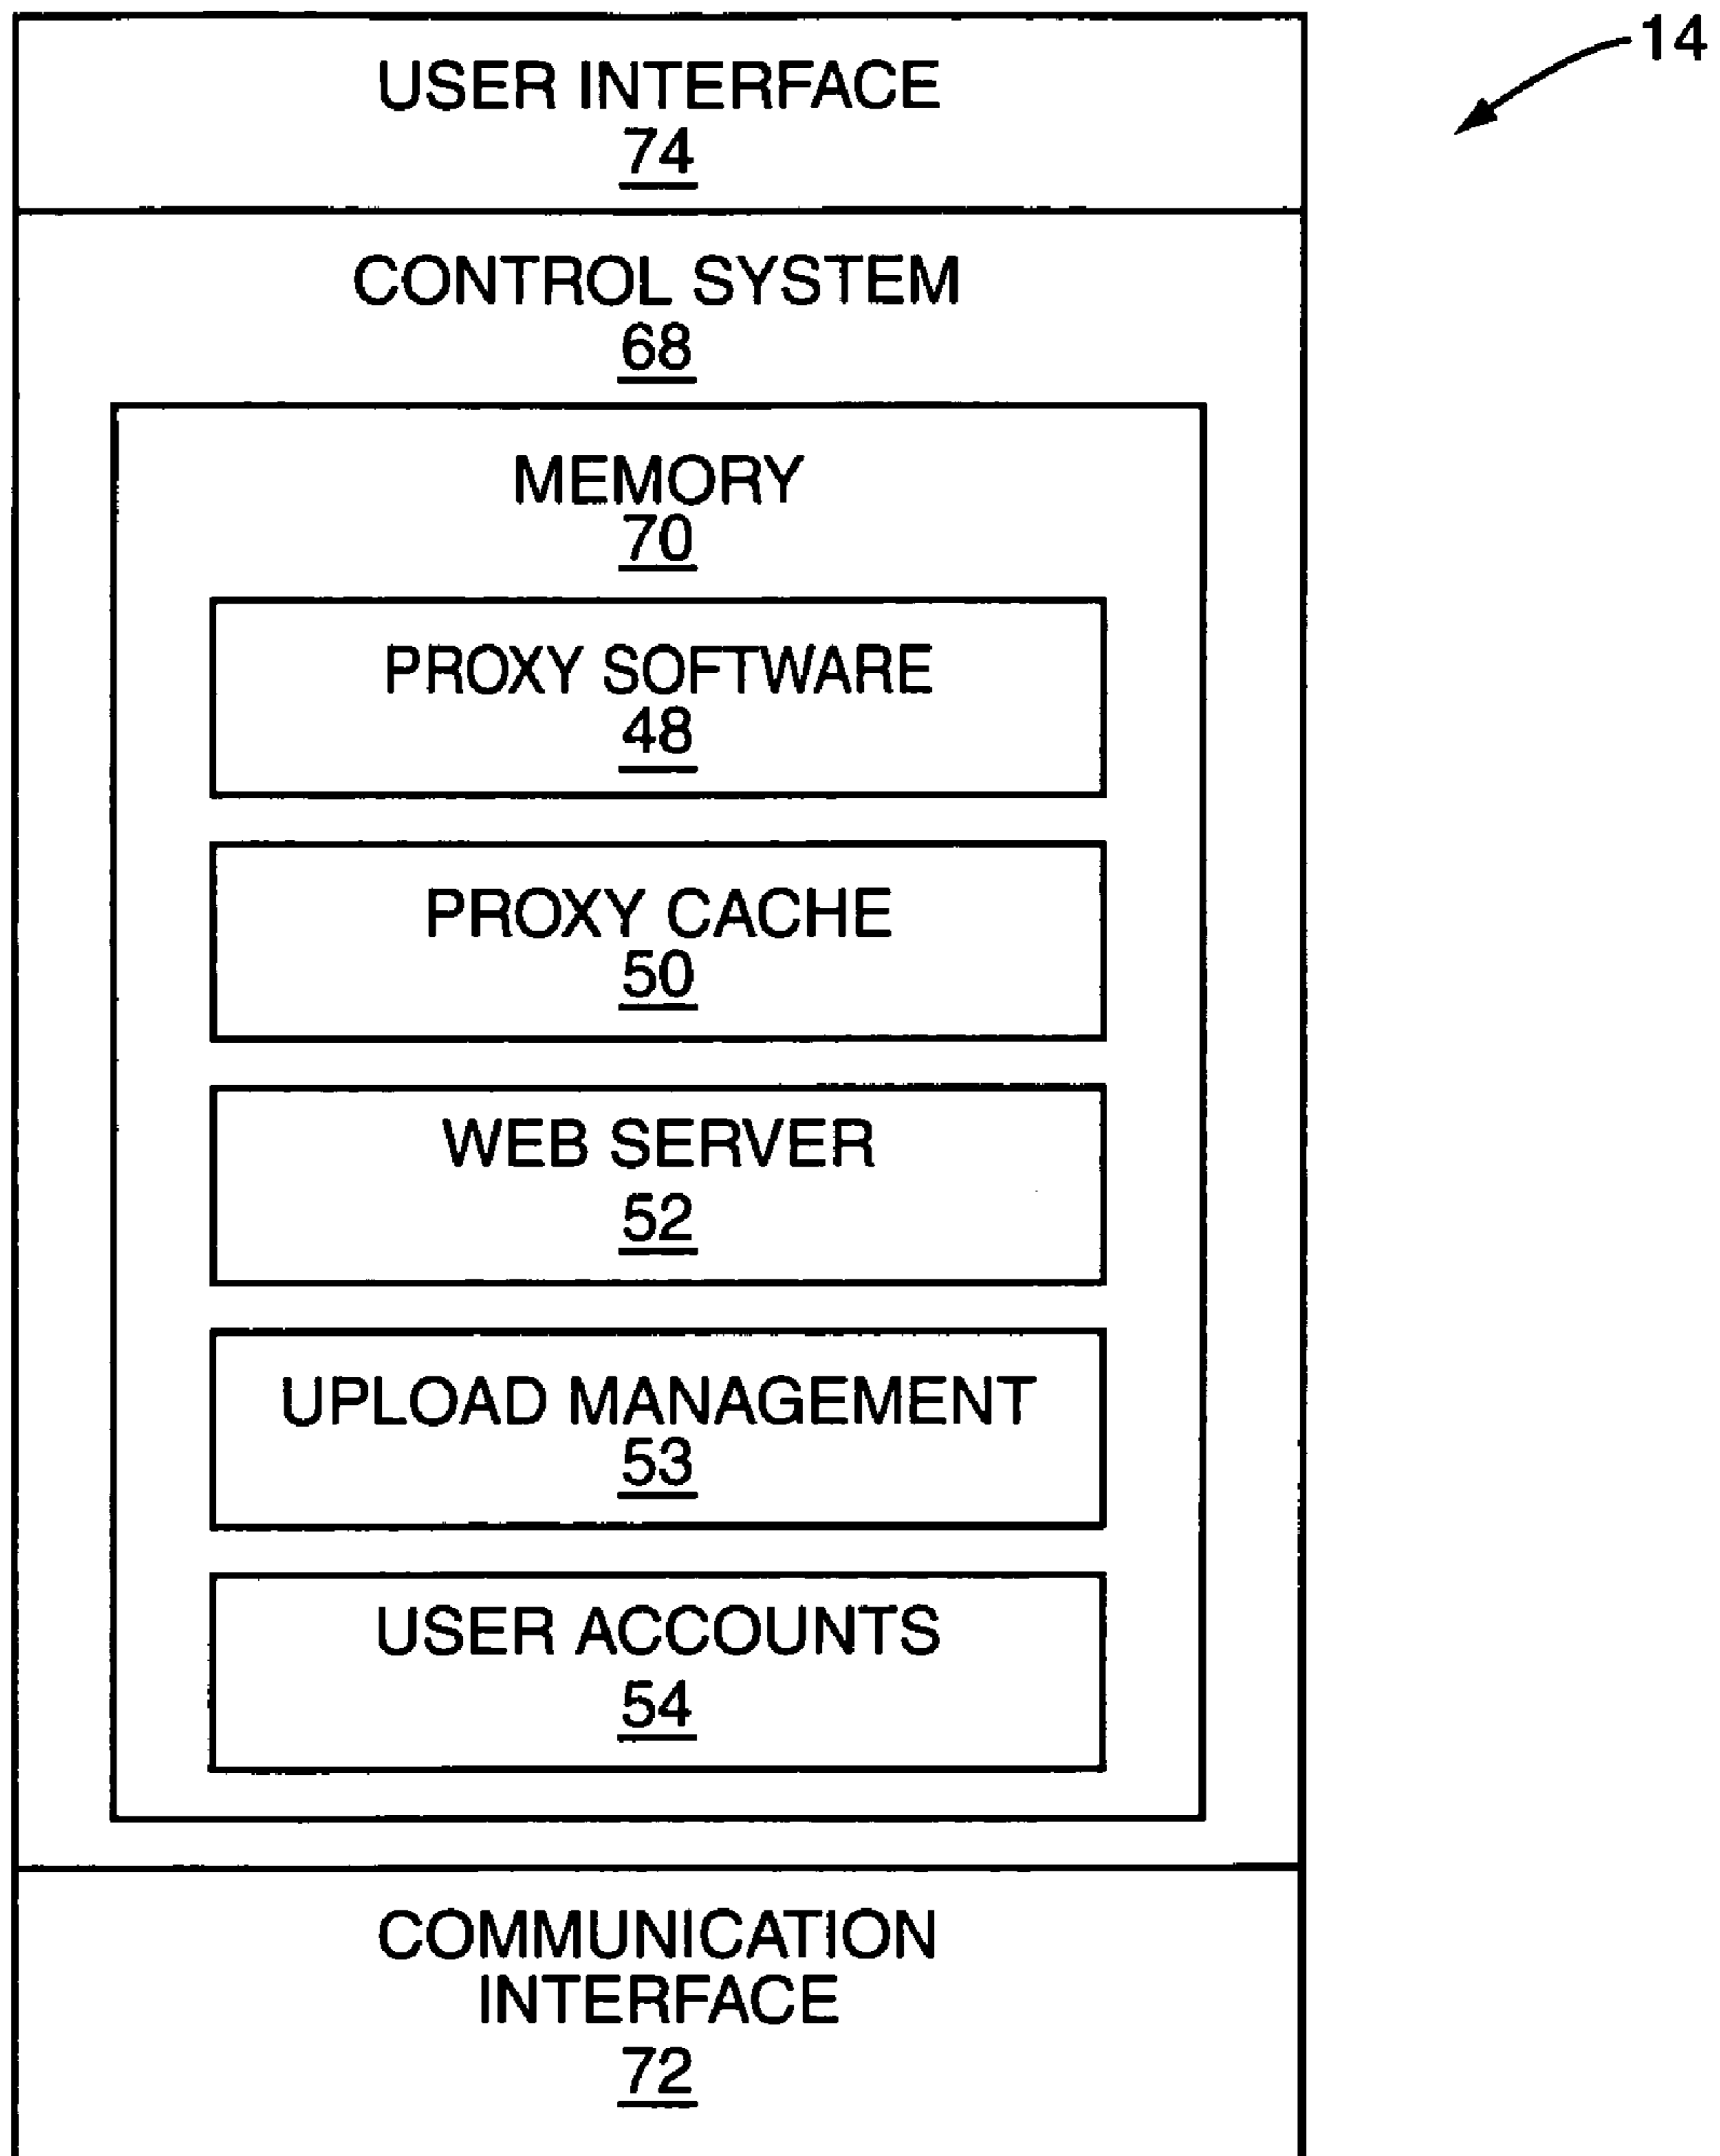 14
USER INTERFACE
74
CONTROL SYSTEM
68
MEMORY
70
PROXY SOFTWARE
48
PROXY CACHE
50
WEB SERVER
52
UPLOAD MANAGEMENT
53
USER ACCOUNTS
54
COMMUNICATION
INTERFACE
72